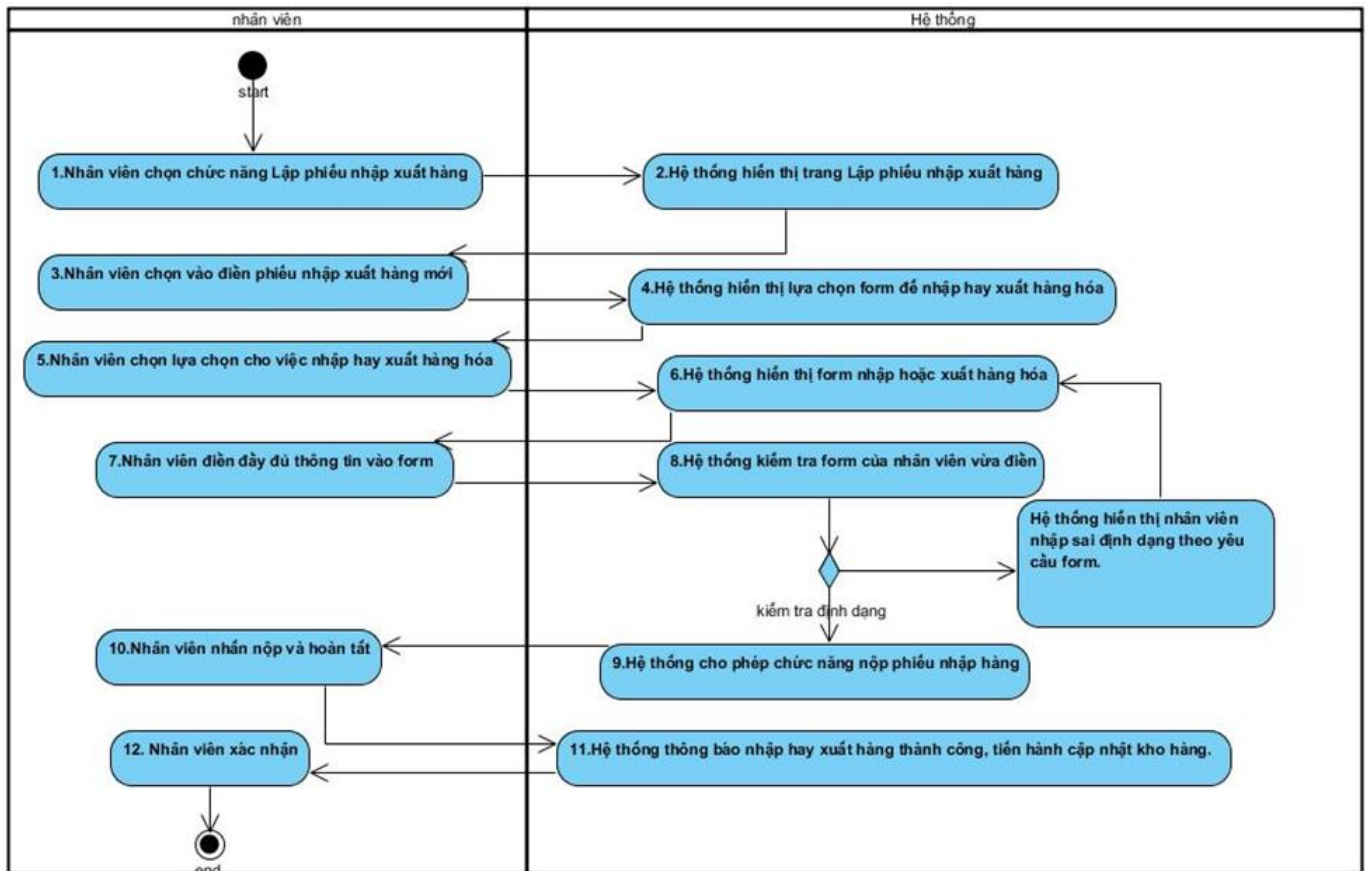 nhân viên
Hệ thống
start
1.Nhân viên chọn chức năng Lập phiếu nhập xuất hàng
2.Hệ thống hiển thị trang Lập phiếu nhập xuất hàng
3.Nhân viên chọn vào điền phiếu nhập xuất hàng mới
4.Hệ thống hiển thị lựa chọn form để nhập hay xuất hàng hóa
5.Nhân viên chọn lựa chọn cho việc nhập hay xuất hàng hóa
6.Hệ thống hiển thị form nhập hoặc xuất hàng hóa
7.Nhân viên điền đầy đủ thông tin vào form
8.Hệ thống kiểm tra form của nhân viên vừa điền
Hệ thống hiển thị nhân viên
nhập sai định dạng theo yêu
cầu form.
kiểm tra định dạng
9.Hệ thống cho phép chức năng nộp phiếu nhập hàng
10.Nhân viên nhấn nộp và hoàn tất
11.Hệ thống thông báo nhập hay xuất hàng thành công, tiến hành cập nhật kho hàng.
12. Nhân viên xác nhận
end